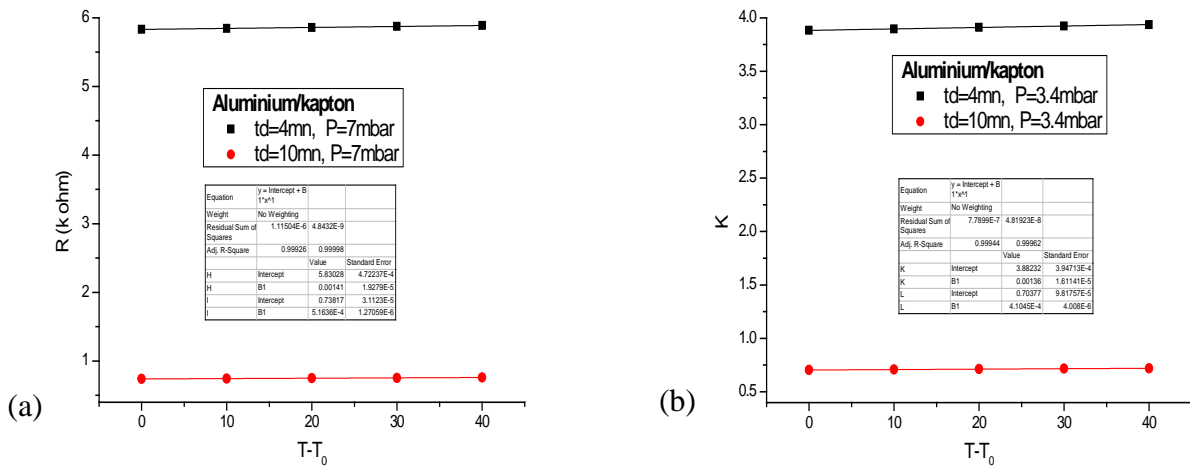 6
5
4
3
2
1
R (k ohm)
Aluminium/kapton
td=4mn, P=7mbar
td=10mn, P=7mbar
Equation y = Intercept + B
1*x^1
Weight No Weighting
Residual Sum of
Squares 1.11504E-6 4.8432E-9
Adj. R-Square 0.99926 0.99998
Value Standard Error
H Intercept 5.83028 4.72237E-4
H B1 0.00141 1.9279E-5
I Intercept 0.73817 3.1123E-5
I B1 5.1636E-4 1.27059E-6
0 10 20 30 40
T-T0
(a)
4.0
3.5
3.0
2.5
2.0
1.5
1.0
0.5
K
Aluminium/kapton
td=4mn, P=3.4mbar
td=10mn, P=3.4mbar
Equation y = Intercept + B
1*x^1
Weight No Weighting
Residual Sum of
Squares 7.7899E-7 4.81923E-8
Adj. R-Square 0.99944 0.99962
Value Standard Error
K Intercept 3.88232 3.94713E-4
K B1 0.00136 1.61141E-5
L Intercept 0.70377 9.81757E-5
L B1 4.1045E-4 4.008E-6
0 10 20 30 40
T-T0
(b)